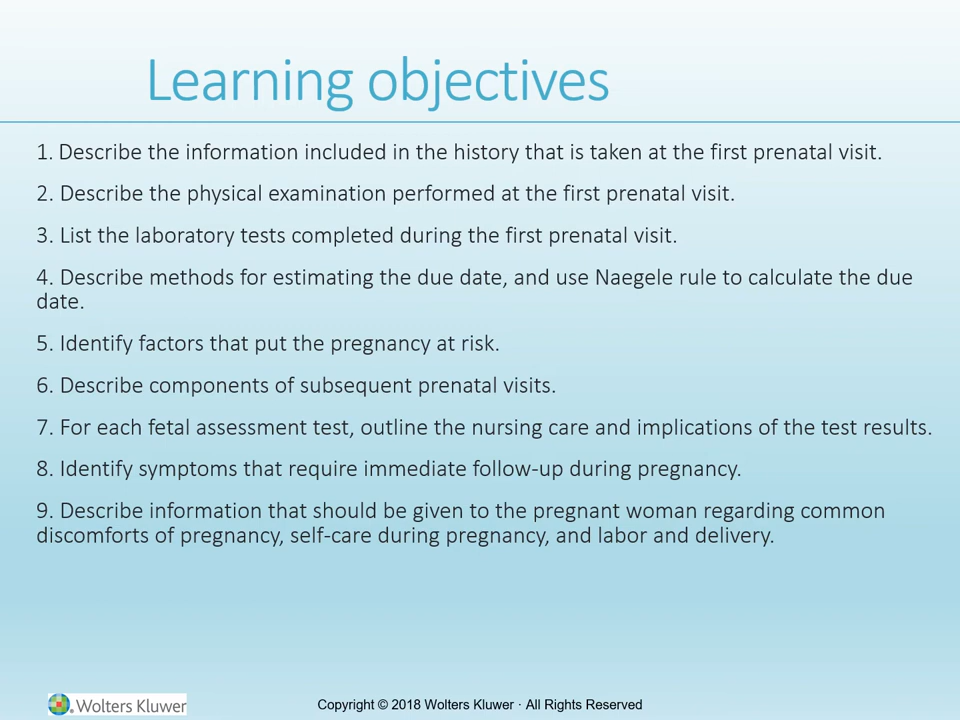 Learning objectives
1. Describe the information included in the history that is taken at the first prenatal visit.
2. Describe the physical examination performed at the first prenatal visit.
3. List the laboratory tests completed during the first prenatal visit.
4. Describe methods for estimating the due date, and use Naegele rule to calculate the due
date.
5. Identify factors that put the pregnancy at risk.
6. Describe components of subsequent prenatal visits.
7. For each fetal assessment test, outline the nursing care and implications of the test results.
8. Identify symptoms that require immediate follow-up during pregnancy.
9. Describe information that should be given to the pregnant woman regarding common
discomforts of pregnancy, self-care during pregnancy, and labor and delivery.
Wolters Kluwer
Copyright © 2018 Wolters Kluwer · All Rights Reserved